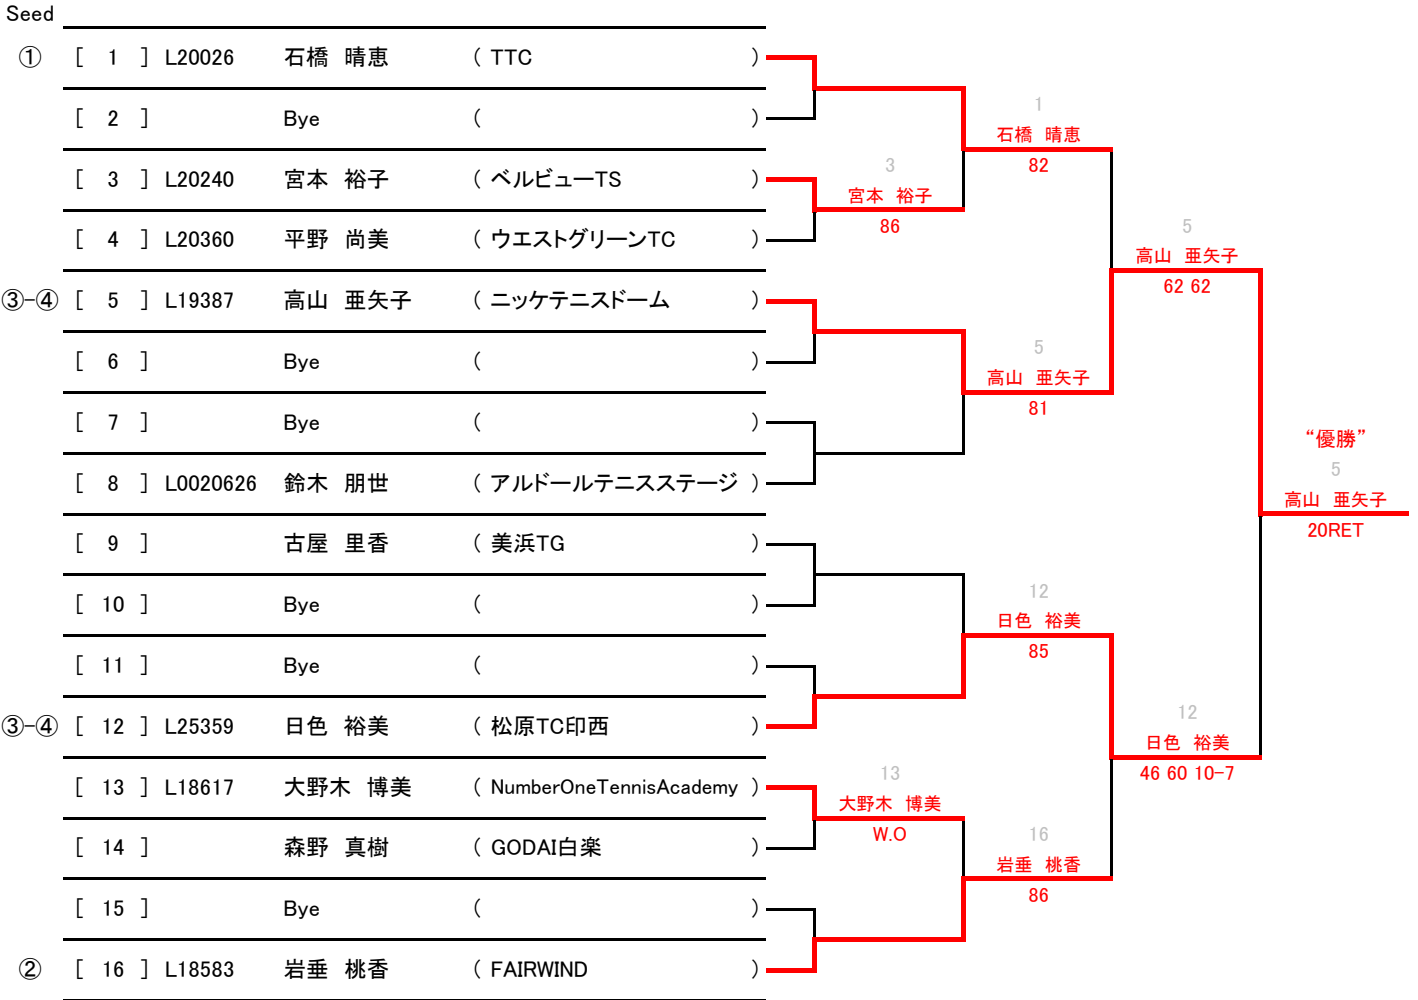 Seed
① [ 1 ] L20026 石橋 晴恵 ( TTC )
[ 2 ] Bye ( )
[ 3 ] L20240 宮本 裕子 ( ベルビューTS )
[ 4 ] L20360 平野 尚美 ( ウエストグリーンTC )
③-④ [ 5 ] L19387 高山 亜矢子 ( ニッケテニスドーム )
[ 6 ] Bye ( )
[ 7 ] Bye ( )
[ 8 ] L0020626 鈴木 朋世 ( アルドールテニスステージ )
[ 9 ] 古屋 里香 ( 美浜TG )
[ 10 ] Bye ( )
[ 11 ] Bye ( )
③-④ [ 12 ] L25359 日色 裕美 ( 松原TC印西 )
[ 13 ] L18617 大野木 博美 ( NumberOneTennisAcademy )
[ 14 ] 森野 真樹 ( GODAI白楽 )
[ 15 ] Bye ( )
② [ 16 ] L18583 岩垂 桃香 ( FAIRWIND )
3
宮本 裕子
86
13
大野木 博美
W.O
1
石橋 晴恵
82
5
高山 亜矢子
81
12
日色 裕美
85
16
岩垂 桃香
86
5
高山 亜矢子
62 62
12
日色 裕美
46 60 10-7
“優勝”
5
高山 亜矢子
20RET